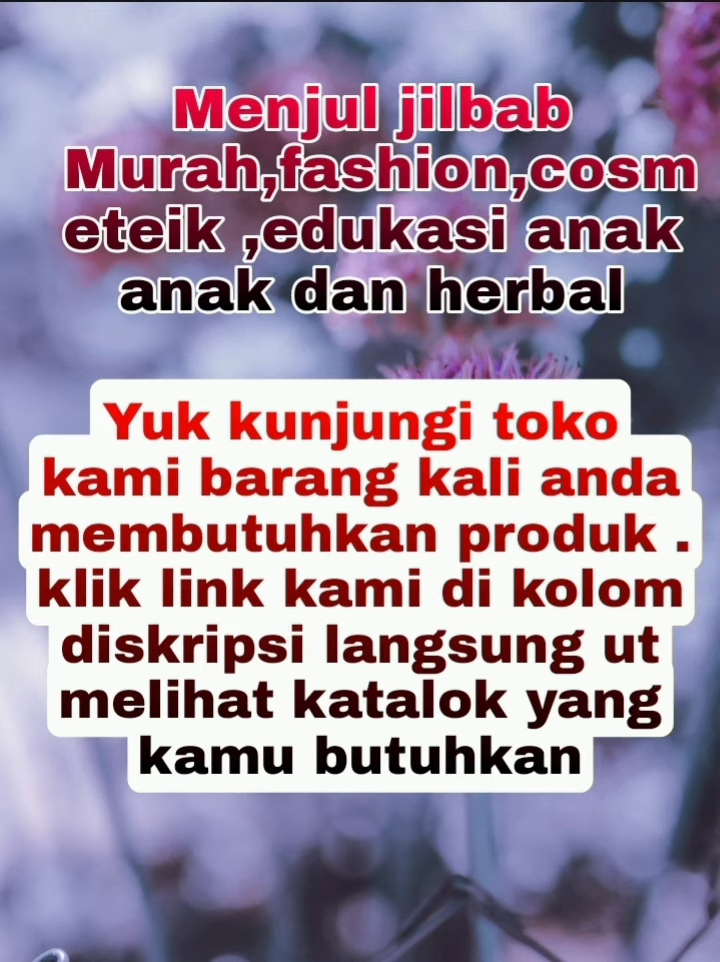 Menjul jilbab
Murah,fashion,cosm
eteik ,edukasi anak
anak dan herbal
Yuk kunjungi toko
kami barang kali anda
membutuhkan produk .
klik link kami di kolom
diskripsi langsung ut
melihat katalok yang
kamu butuhkan